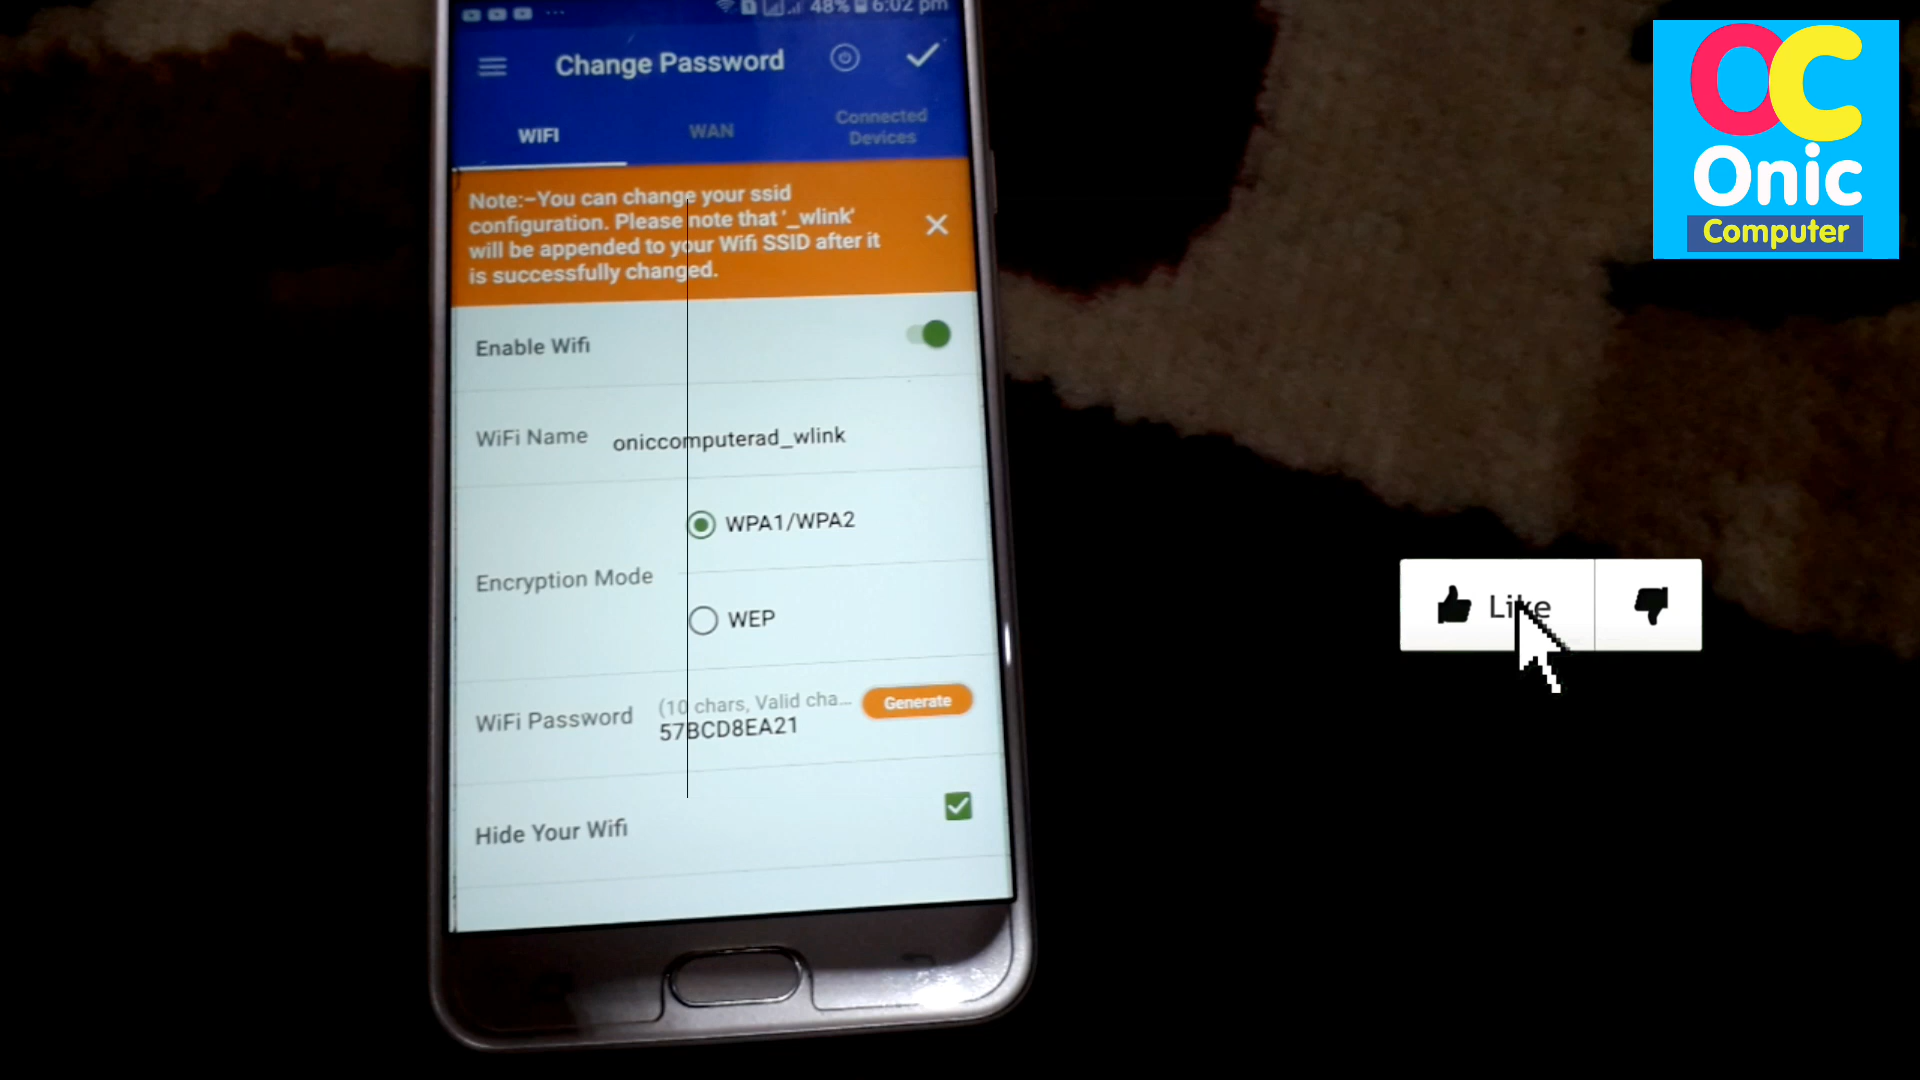 48% 6:02 pm
Change Password
WIFI
WAN
Connected
Devices
Note:-You can change your ssid
configuration. Please note that '_wlink'
will be appended to your Wifi SSID after it
is successfully changed.
Enable Wifi
WiFi Name oniccomputerad_wlink
WPA1/WPA2
Encryption Mode
WEP
WiFi Password
(10 chars, Valid cha...
57BCD8EA21
Generate
Hide Your Wifi
OC
Onic
Computer
Like